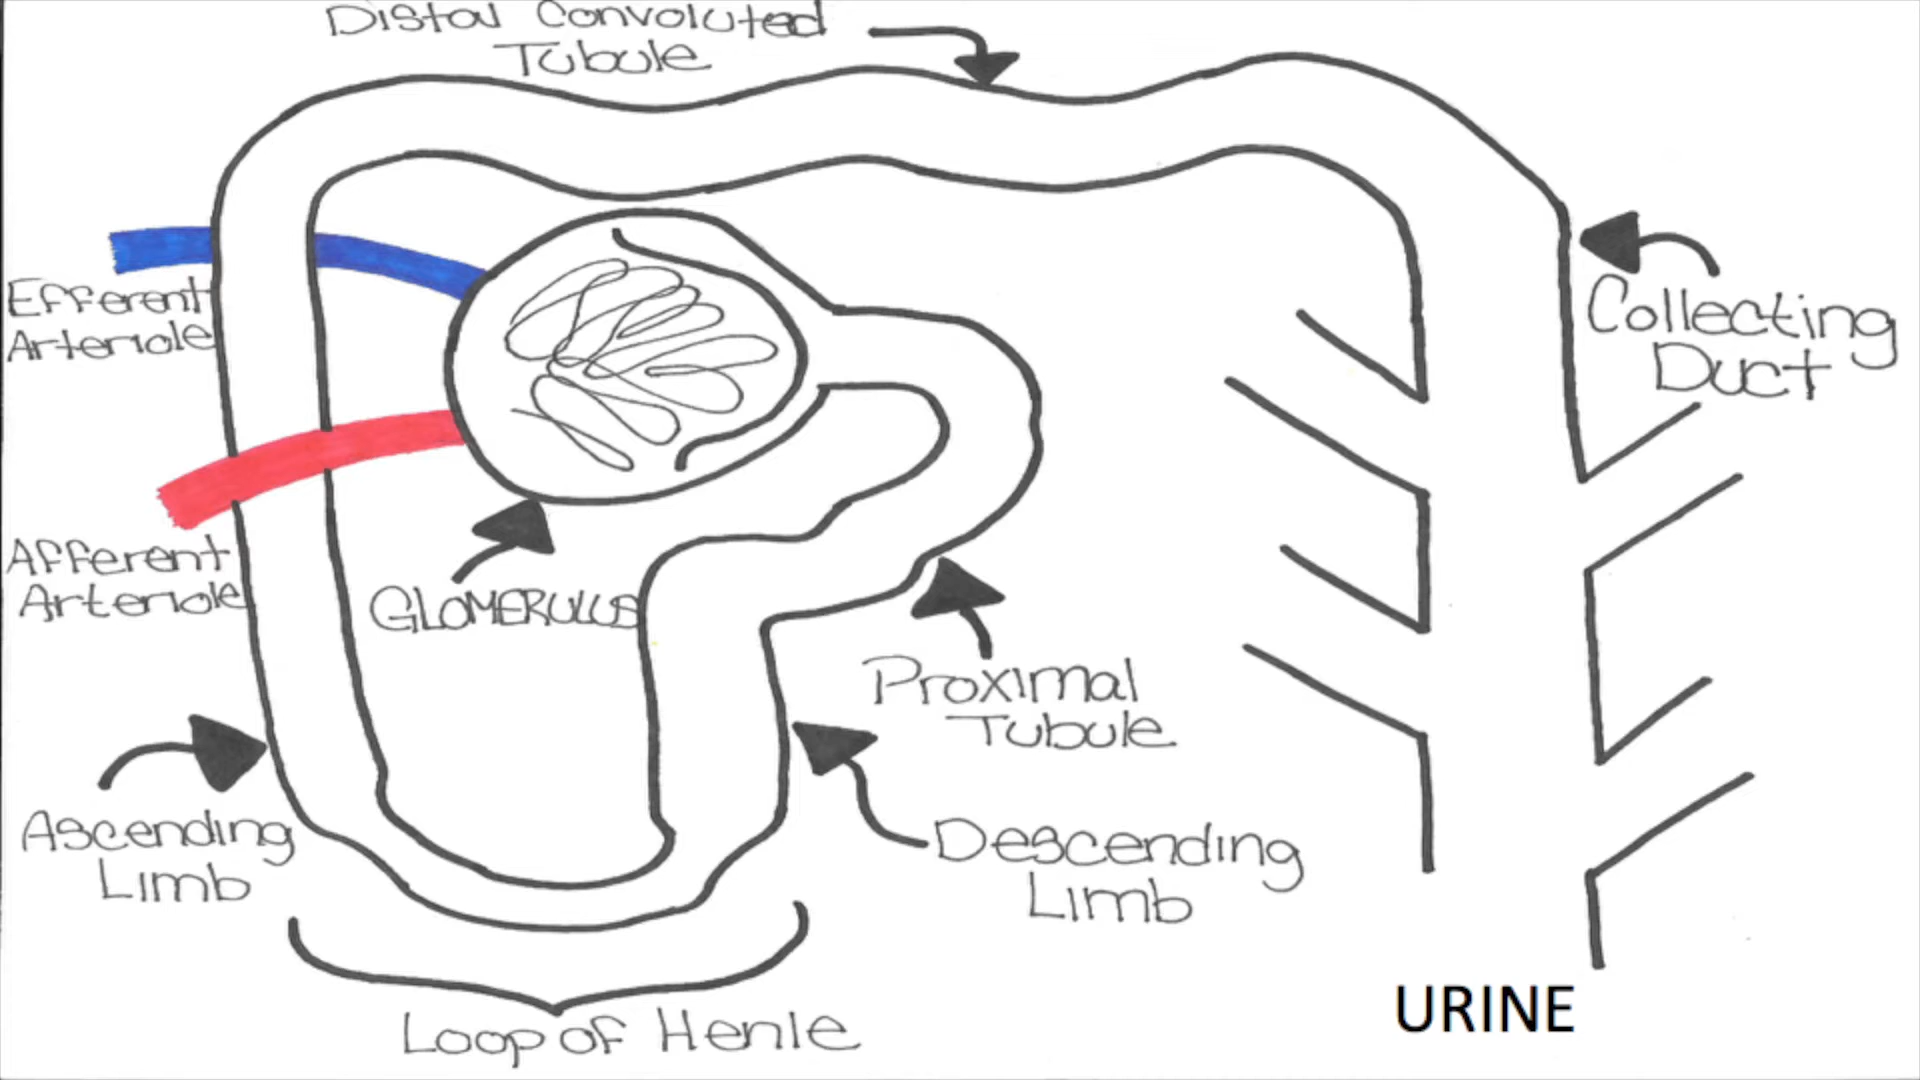 Distal Convoluted
Tubule
Efferent
Arteriole
Collecting
Duct
Afferent
Arteriole
GLOMERULUS
Proximal
Tubule
Ascending
Limb
Descending
Limb
Loop of Henle
URINE